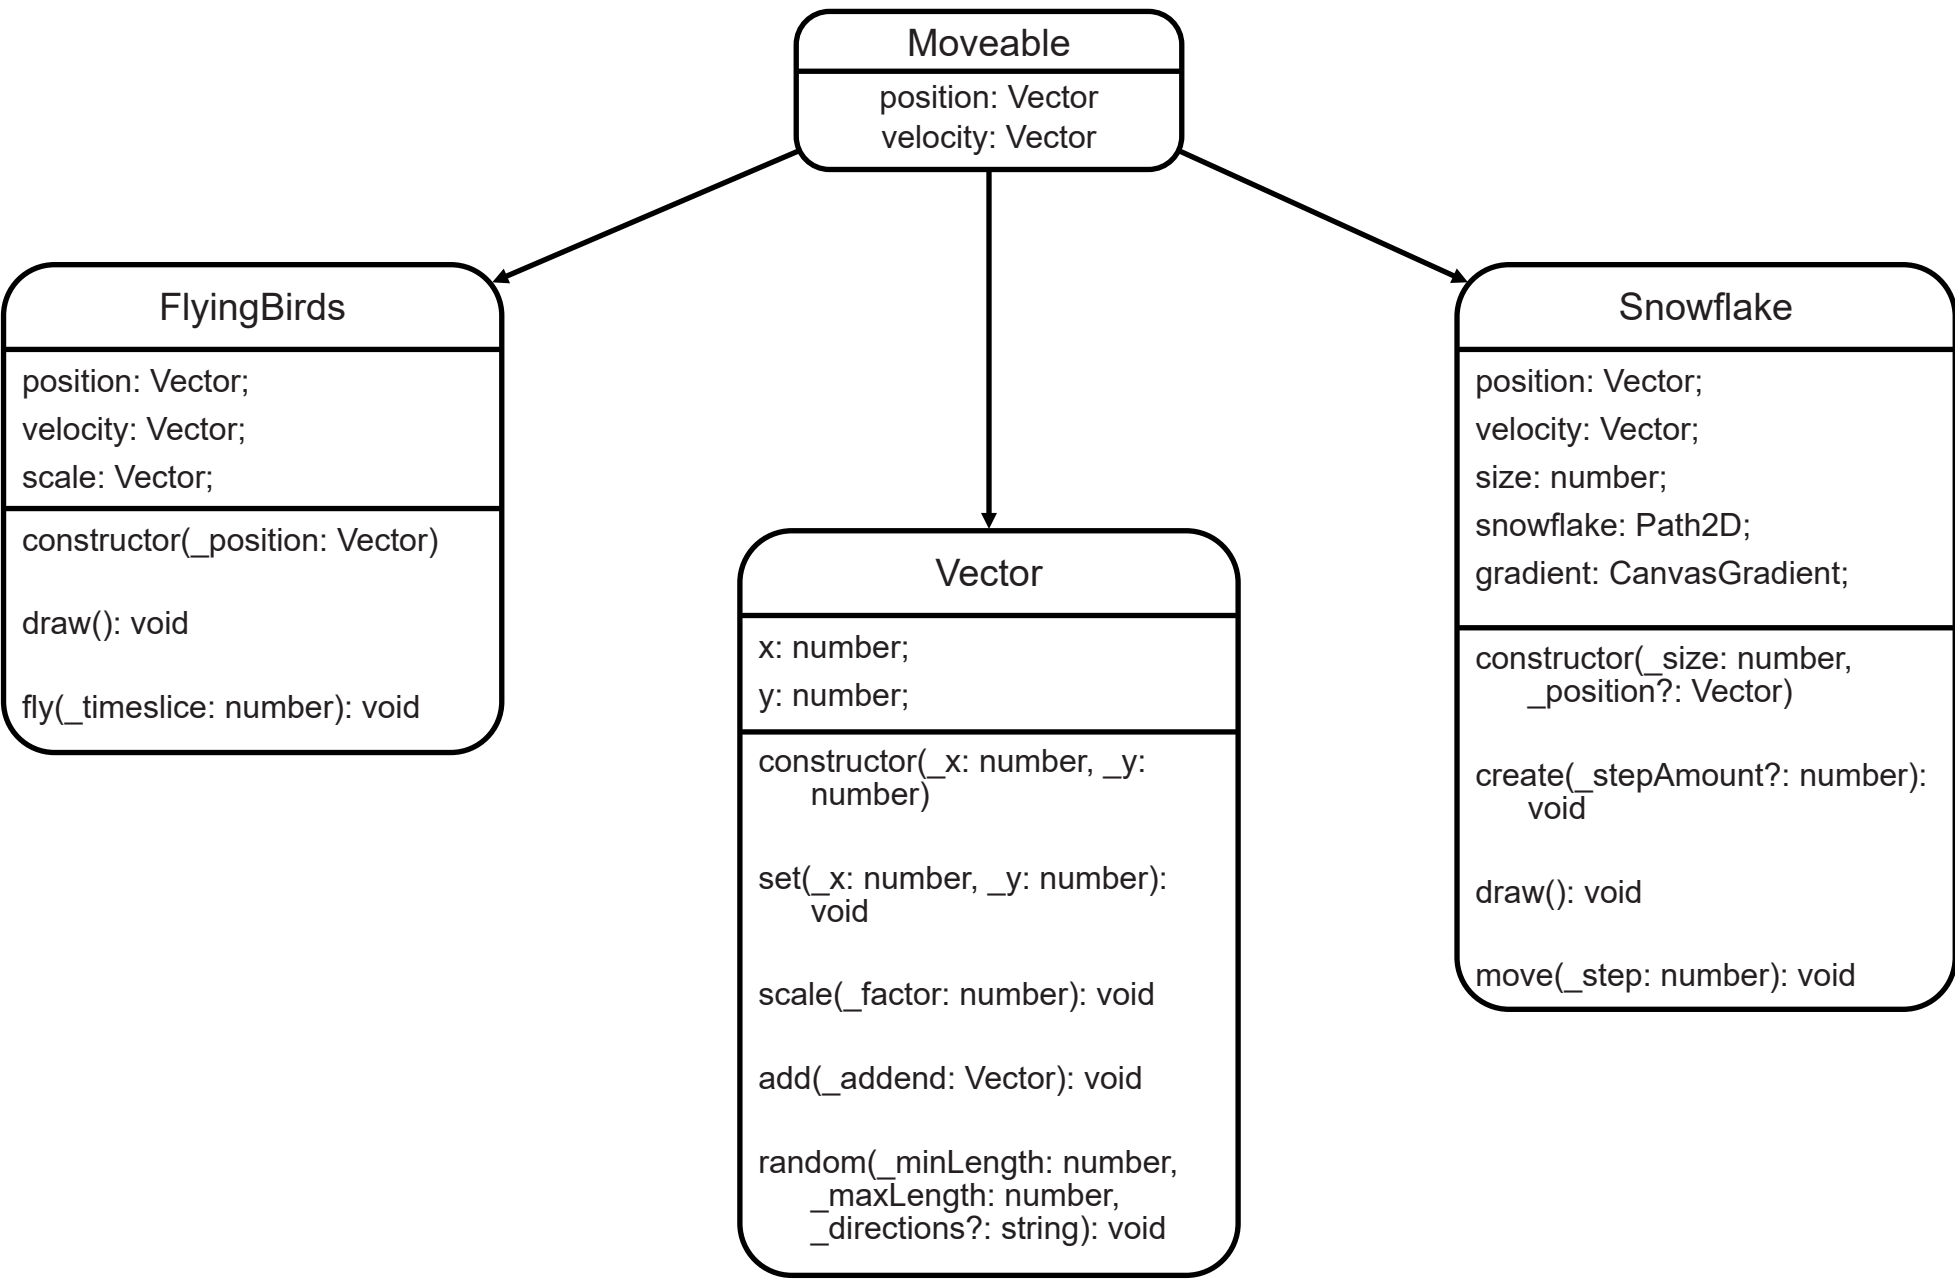 Moveable
position: Vector
velocity: Vector
FlyingBirds
position: Vector;
velocity: Vector;
scale: Vector;
constructor(_position: Vector)
draw(): void
fly(_timeslice: number): void
Vector
x: number;
y: number;
constructor(_x: number, _y:
number)
set(_x: number, _y: number):
void
scale(_factor: number): void
add(_addend: Vector): void
random(_minLength: number,
_maxLength: number,
_directions?: string): void
Snowflake
position: Vector;
velocity: Vector;
size: number;
snowflake: Path2D;
gradient: CanvasGradient;
constructor(_size: number,
_position?: Vector)
create(_stepAmount?: number):
void
draw(): void
move(_step: number): void